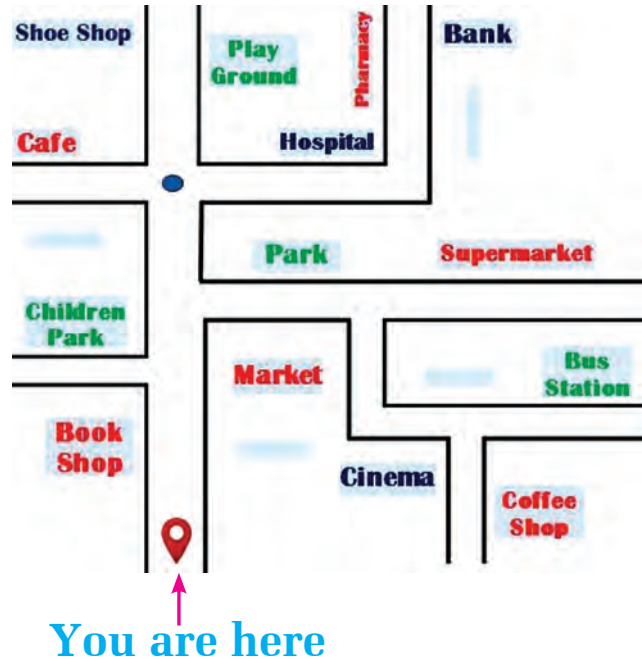 Shoe Shop
Play
Ground
Pharmacy
Bank
Cafe
Hospital
Park
Supermarket
Children
Park
Market
Bus
Station
Book
Shop
Cinema
Coffee
Shop
You are here